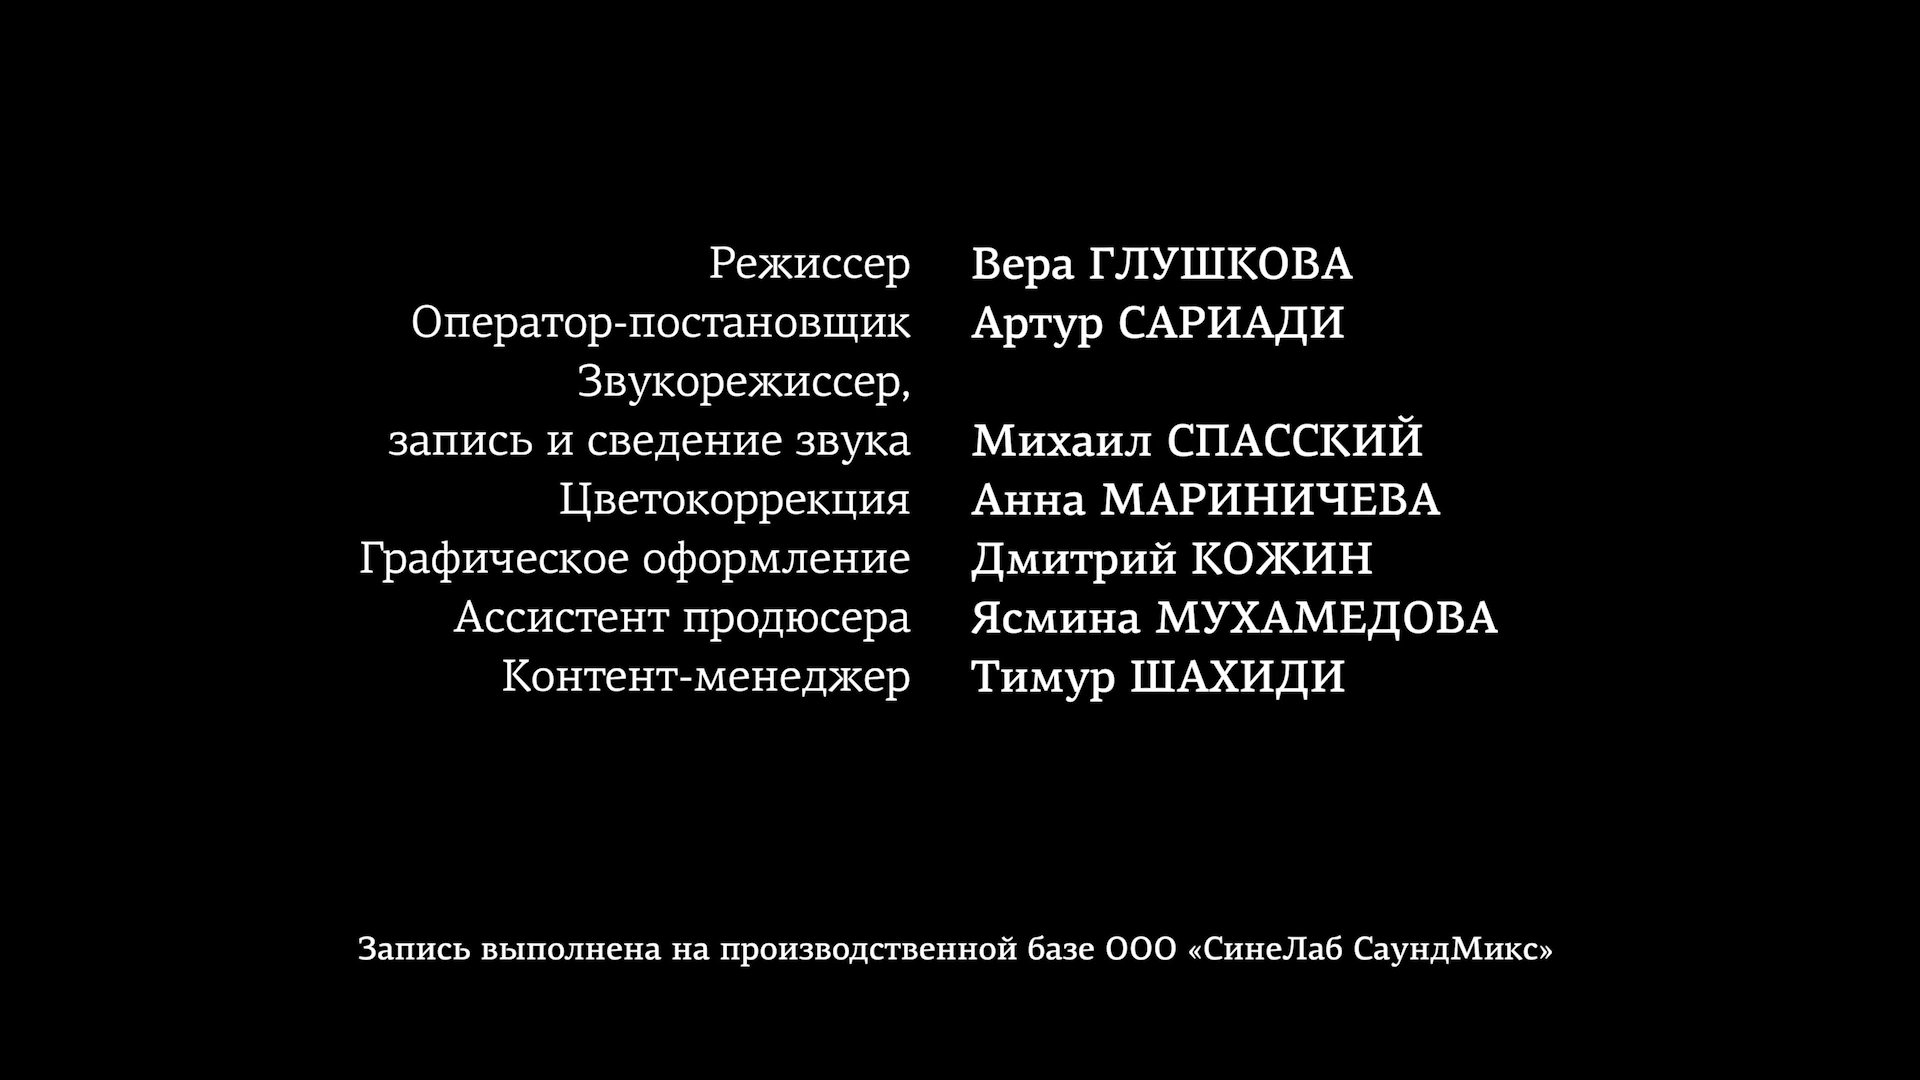 Режиссер Вера ГЛУШКОВА
Оператор-постановщик Артур САРИАДИ
Звукорежиссер,
запись и сведение звука Михаил СПАССКИЙ
Цветокоррекция Анна МАРИНИЧЕВА
Графическое оформление Дмитрий КОЖИН
Ассистент продюсера Ясмина МУХАМЕДОВА
Контент-менеджер Тимур ШАХИДИ
Запись выполнена на производственной базе ООО «СинеЛаб СаундМикс»